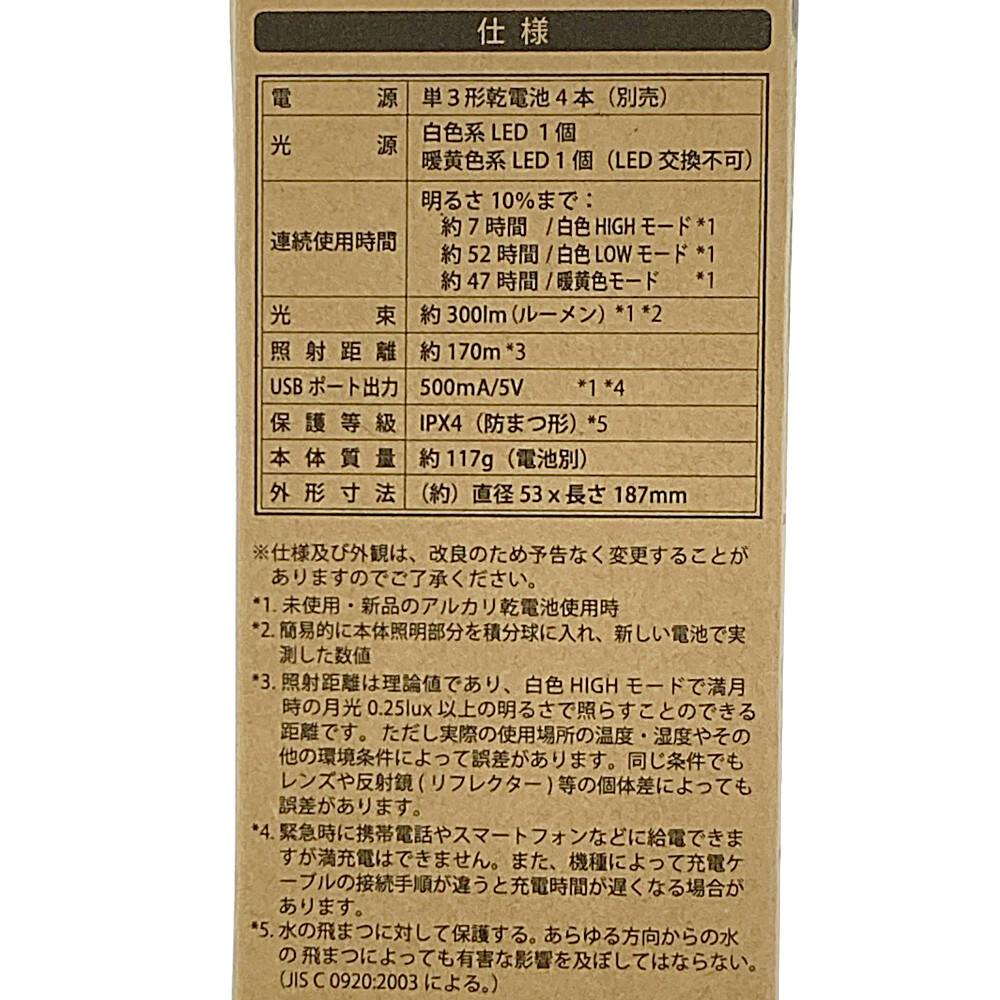 仕様
電源 単3形乾電池4本（別売）
光源 白色系 LED 1個
暖黄色系 LED 1個（LED 交換不可）
連続使用時間 明るさ 10%まで：
約 7 時間 / 白色 HIGH モード *1
約 52 時間 / 白色 LOW モード *1
約 47 時間 / 暖黄色モード *1
光束 約 300lm（ルーメン）*1 *2
照射距離 約 170m *3
USB ポート出力 500mA/5V *1 *4
保護等級 IPX4（防まつ形）*5
本体質量 約 117g（電池別）
外形寸法 （約）直径 53 x 長さ 187mm
※仕様及び外観は、改良のため予告なく変更することが
ありますのでご了承ください。
*1. 未使用・新品のアルカリ乾電池使用時
*2. 簡易的に本体照明部分を積分球に入れ、新しい電池で実
測した数値
*3. 照射距離は理論値であり、白色 HIGH モードで満月
時の月光 0.25lux 以上の明るさで照らすことのできる
距離です。ただし実際の使用場所の温度・湿度やその
他の環境条件によって誤差があります。同じ条件でも
レンズや反射鏡 ( リフレクター ) 等の個体差によっても
誤差があります。
*4. 緊急時に携帯電話やスマートフォンなどに給電できま
すが満充電はできません。また、機種によって充電ケ
ーブルの接続手順が違うと充電時間が遅くなる場合が
あります。
*5. 水の飛まつに対して保護する。あらゆる方向からの水
の 飛まつによっても有害な影響を及ぼしてはならない。
（JIS C 0920:2003 による。）